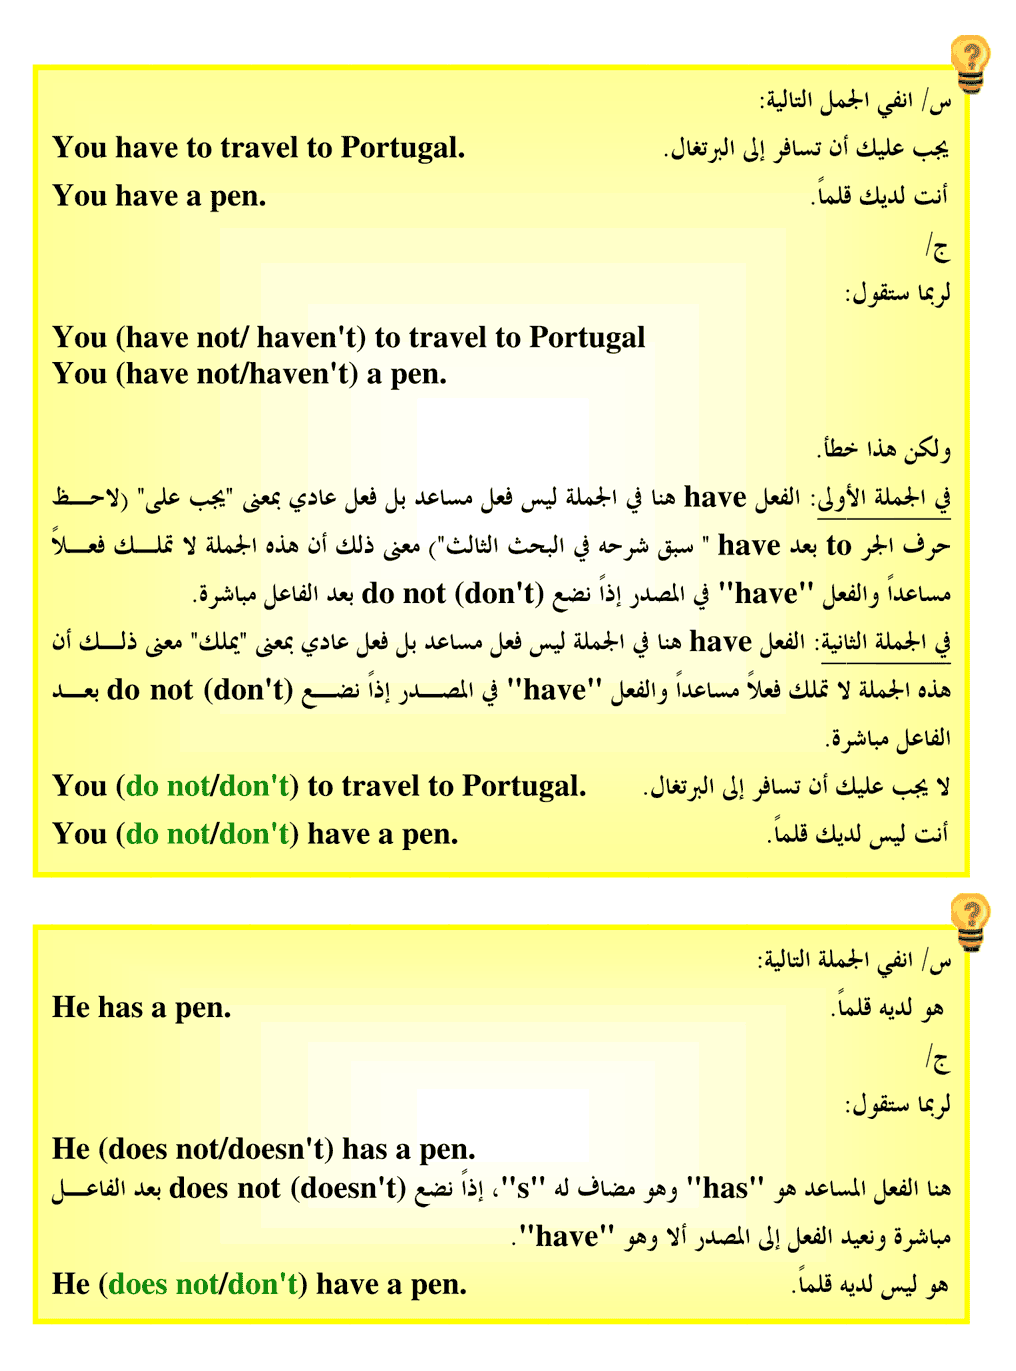 س/ انفي الجمل التالية:
You have to travel to Portugal. يجب عليك أن تسافر إلى البرتغال.
You have a pen. أنت لديك قلماً.
ج/
لربما ستقول:
You (have not/ haven't) to travel to Portugal
You (have not/haven't) a pen.
ولكن هذا خطأ.
في الجملة الأولى: الفعل have هنا في الجملة ليس فعل مساعد بل فعل عادي بمعنى "يجب على" (لاحظ
حرف الجر to بعد have " سبق شرحه في البحث الثالث") معنى ذلك أن هذه الجملة لا تملك فعلاً
مساعداً والفعل "have" في المصدر إذاً نضع do not (don't) بعد الفاعل مباشرة.
في الجملة الثانية: الفعل have هنا في الجملة ليس فعل مساعد بل فعل عادي بمعنى "يملك" معنى ذلك أن
هذه الجملة لا تملك فعلاً مساعداً والفعل "have" في المصدر إذاً نضع do not (don't) بعد
الفاعل مباشرة.
You (do not/don't) to travel to Portugal. لا يجب عليك أن تسافر إلى البرتغال.
You (do not/don't) have a pen. أنت ليس لديك قلماً.
س/ انفي الجملة التالية:
He has a pen. هو لديه قلماً.
ج/
لربما ستقول:
He (does not/doesn't) has a pen.
هنا الفعل المساعد هو "has" وهو مضاف له "s"، إذاً نضع does not (doesn't) بعد الفاعل
مباشرة ونعيد الفعل إلى المصدر ألا وهو "have".
He (does not/don't) have a pen. هو ليس لديه قلماً.